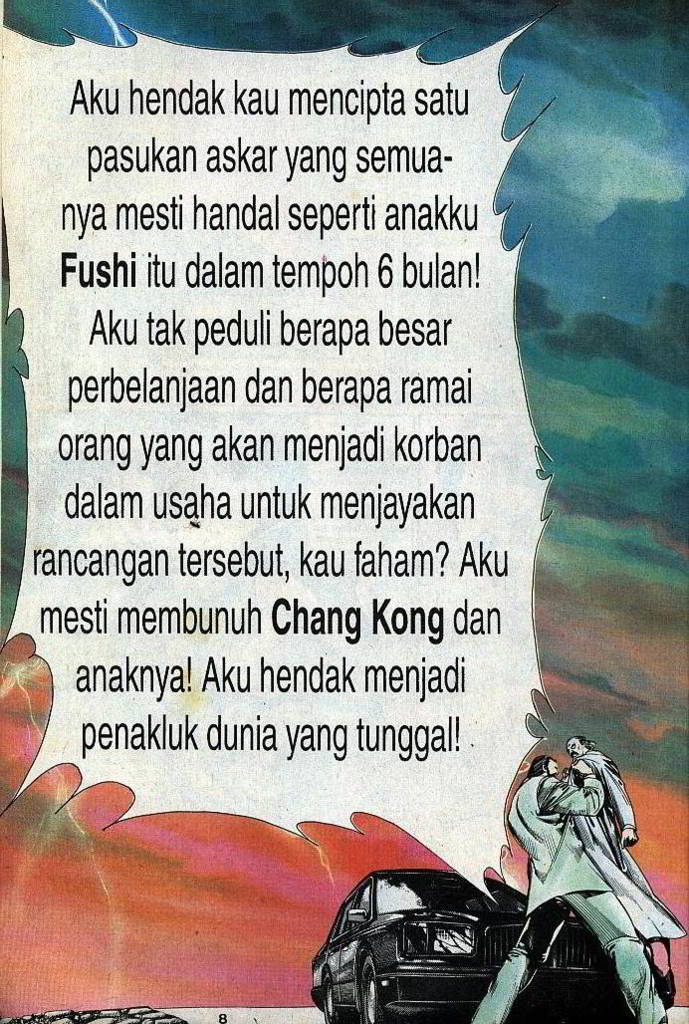 Aku hendak kau mencipta satu
pasukan askar yang semua-
nya mesti handal seperti anakku
Fushi itu dalam tempoh 6 bulan!
Aku tak peduli berapa besar
perbelanjaan dan berapa ramai
orang yang akan menjadi korban
dalam usaha untuk menjayakan
rancangan tersebut, kau faham? Aku
mesti membunuh Chang Kong dan
anaknya! Aku hendak menjadi
penakluk dunia yang tunggal!
8